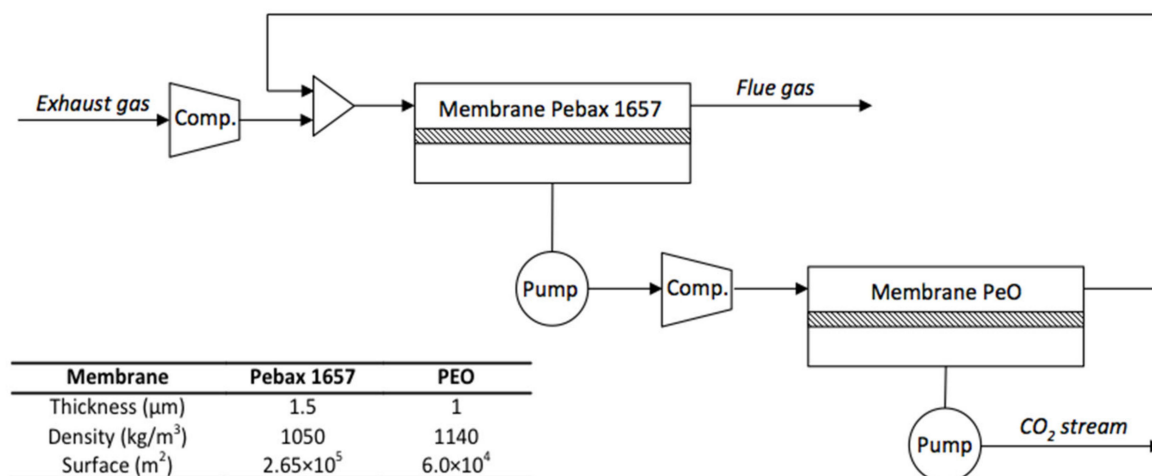 Exhaust gas
Comp.
Membrane Pebax 1657
Flue gas
Pump
Comp.
Membrane PeO
Pump
CO₂ stream
Membrane Pebax 1657 PEO
Thickness (µm) 1.5 1
Density (kg/m³) 1050 1140
Surface (m²) 2.65×10⁵ 6.0×10⁴